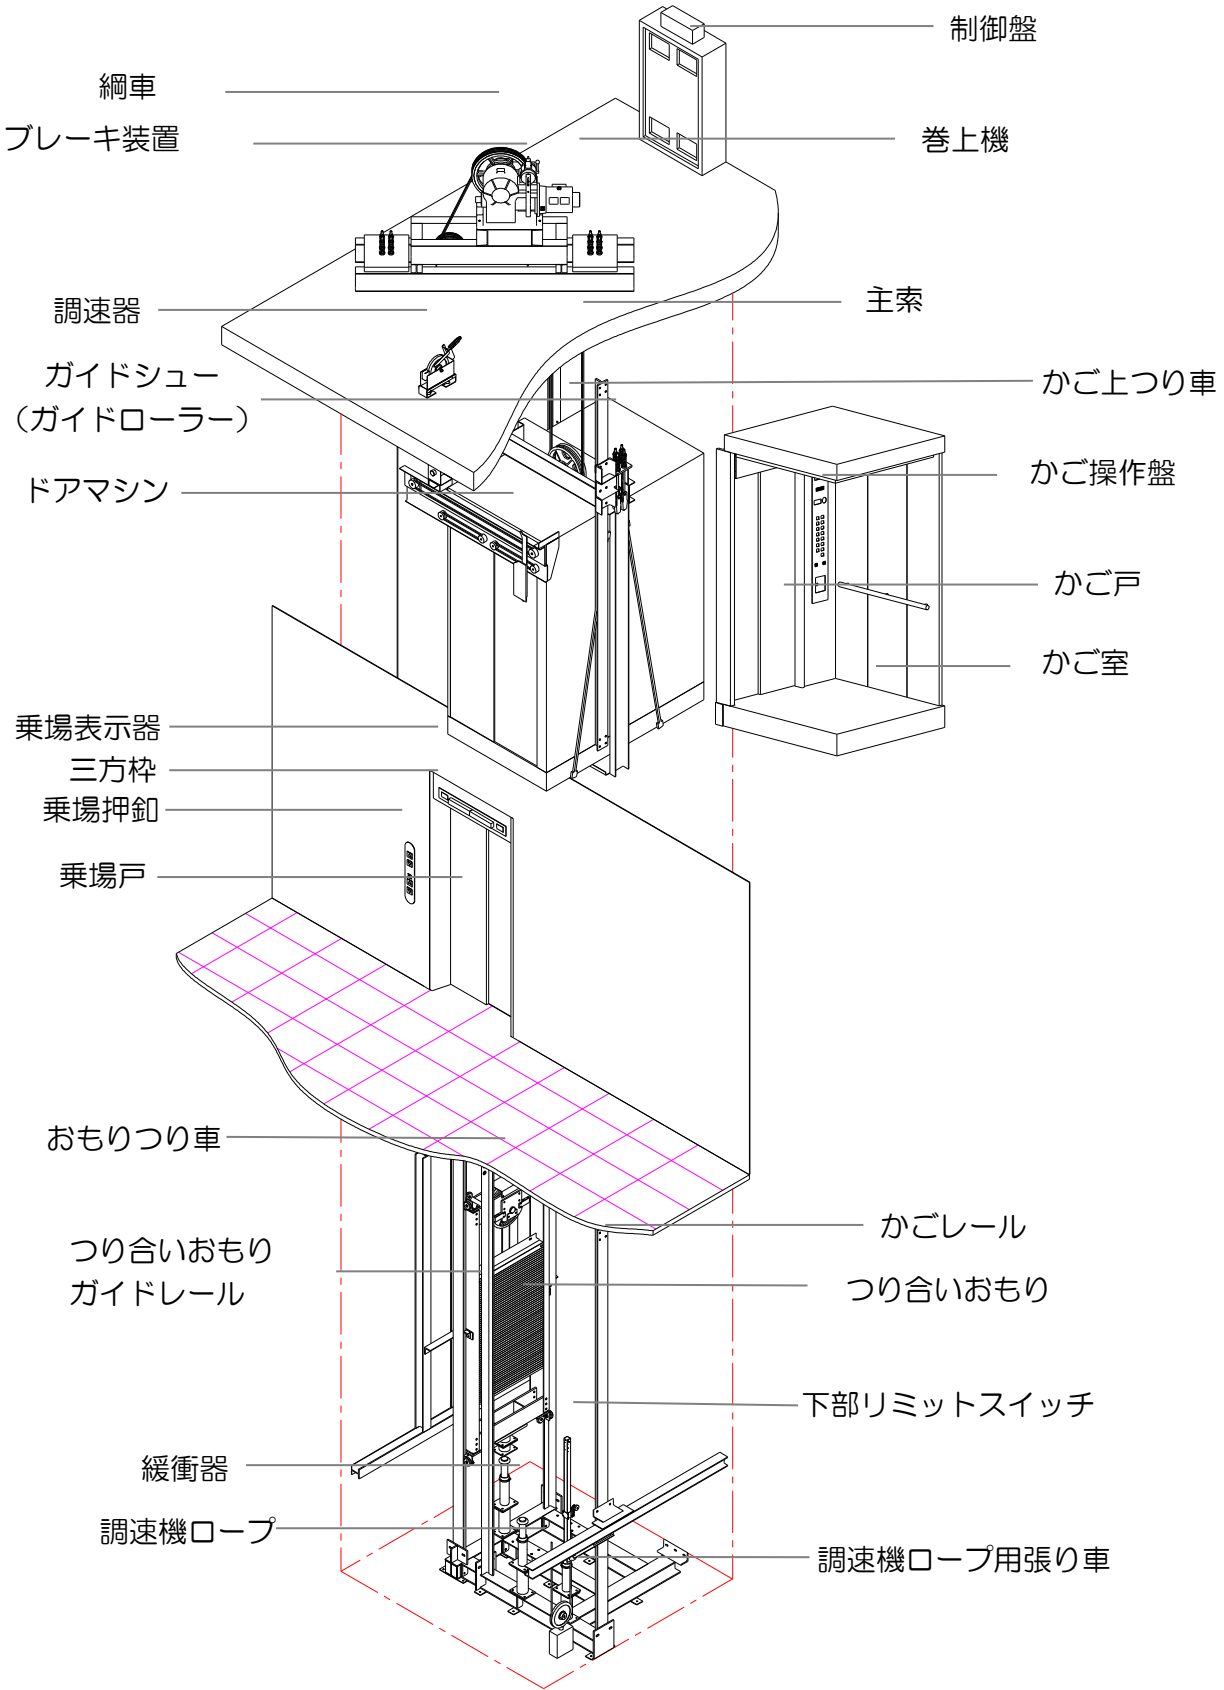 制御盤
綱車
ブレーキ装置
巻上機
主索
調速器
ガイドシュー
（ガイドローラー）
かご上つり車
かご操作盤
ドアマシン
かご戸
かご室
乗場表示器
三方枠
乗場押釦
乗場戸
おもりつり車
かごレール
つり合いおもり
ガイドレール
つり合いおもり
下部リミットスイッチ
緩衝器
調速機ロープ
調速機ロープ用張り車